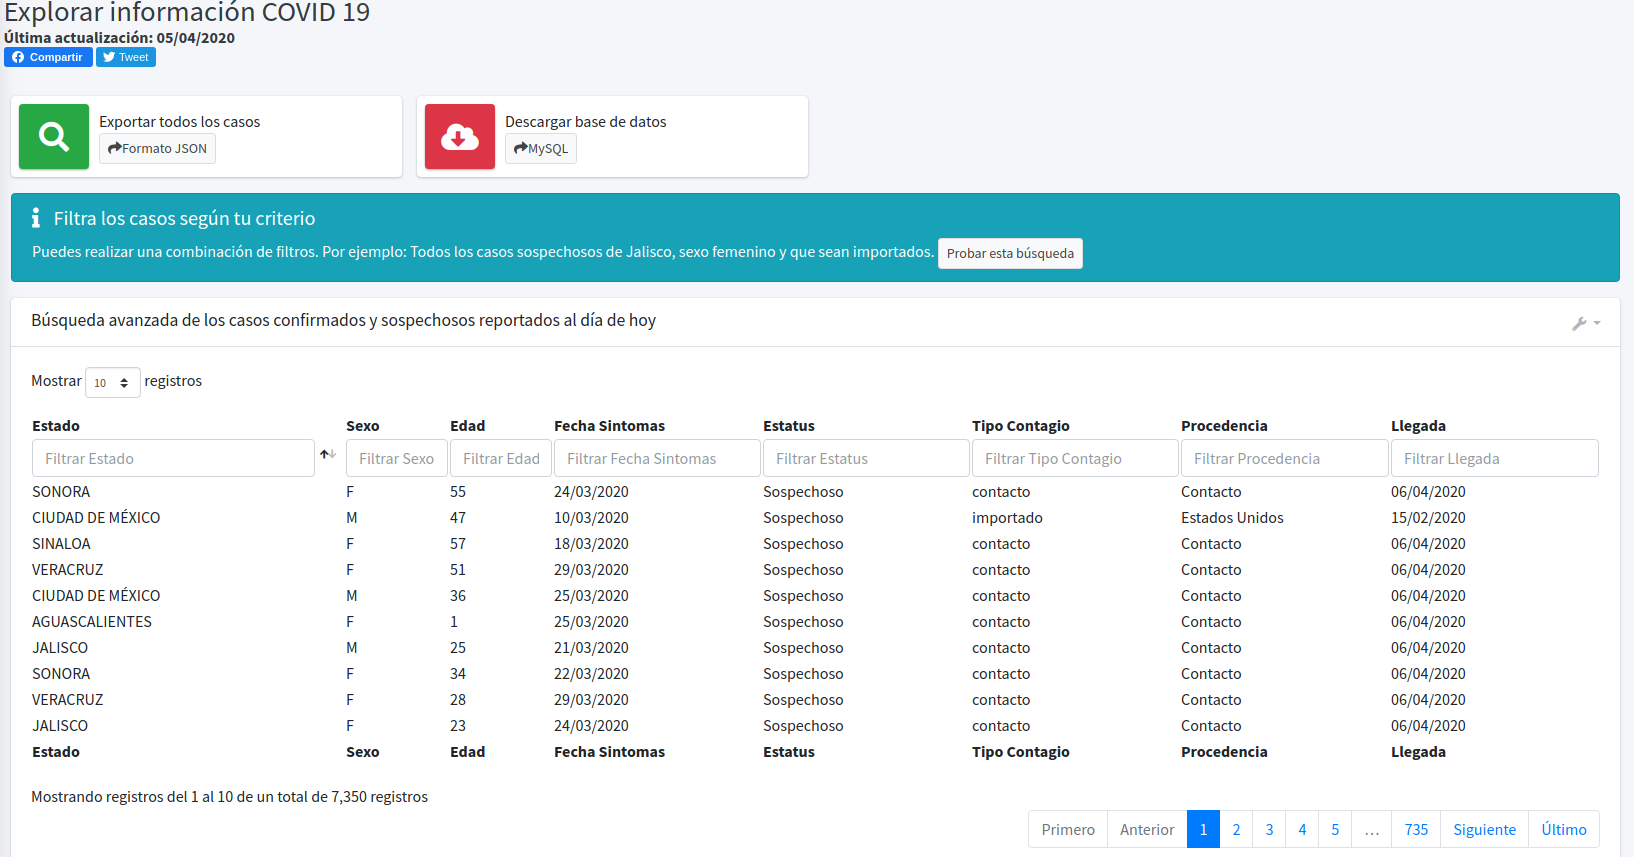 Explorar información COVID 19
Última actualización: 05/04/2020
Compartir Tweet
Exportar todos los casos
Formato JSON
Descargar base de datos
MySQL
Filtra los casos según tu criterio
Puedes realizar una combinación de filtros. Por ejemplo: Todos los casos sospechosos de Jalisco, sexo femenino y que sean importados. Probar esta búsqueda
Búsqueda avanzada de los casos confirmados y sospechosos reportados al día de hoy
Mostrar 10 registros
Estado Sexo Edad Fecha Sintomas Estatus Tipo Contagio Procedencia Llegada
Filtrar Estado Filtrar Sexo Filtrar Edad Filtrar Fecha Sintomas Filtrar Estatus Filtrar Tipo Contagio Filtrar Procedencia Filtrar Llegada
SONORA F 55 24/03/2020 Sospechoso contacto Contacto 06/04/2020
CIUDAD DE MÉXICO M 47 10/03/2020 Sospechoso importado Estados Unidos 15/02/2020
SINALOA F 57 18/03/2020 Sospechoso contacto Contacto 06/04/2020
VERACRUZ F 51 29/03/2020 Sospechoso contacto Contacto 06/04/2020
CIUDAD DE MÉXICO M 36 25/03/2020 Sospechoso contacto Contacto 06/04/2020
AGUASCALIENTES F 1 25/03/2020 Sospechoso contacto Contacto 06/04/2020
JALISCO M 25 21/03/2020 Sospechoso contacto Contacto 06/04/2020
SONORA F 34 22/03/2020 Sospechoso contacto Contacto 06/04/2020
VERACRUZ F 28 29/03/2020 Sospechoso contacto Contacto 06/04/2020
JALISCO F 23 24/03/2020 Sospechoso contacto Contacto 06/04/2020
Estado Sexo Edad Fecha Sintomas Estatus Tipo Contagio Procedencia Llegada
Mostrando registros del 1 al 10 de un total de 7,350 registros
Primero Anterior 1 2 3 4 5 … 735 Siguiente Último